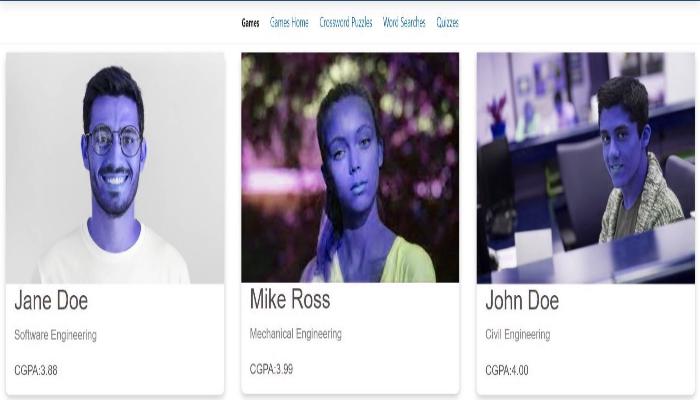 Games Games Home Crossword Puzzles Word Searches Quizzes
Jane Doe
Software Engineering
CGPA:3.88
Mike Ross
Mechanical Engineering
CGPA:3.99
John Doe
Civil Engineering
CGPA:4.00